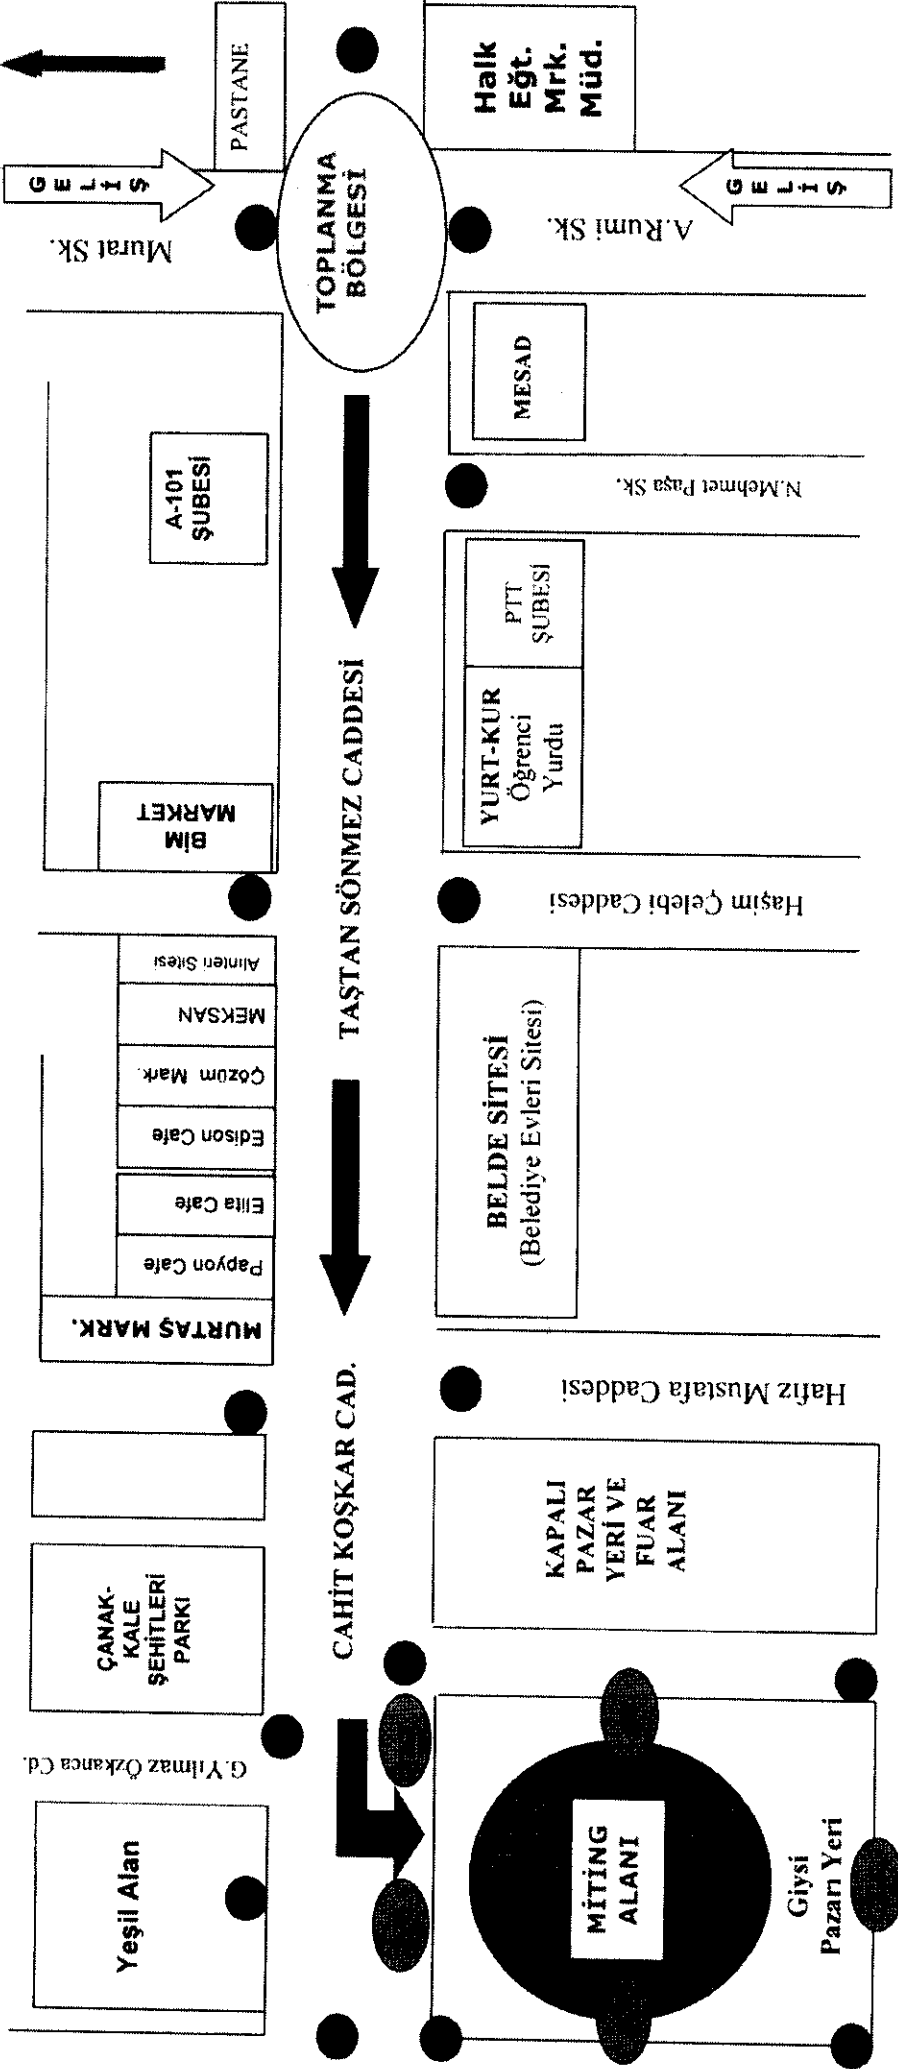 PASTANE
Halk
Eğt.
Mrk.
Müd.
GELİŞ
GELİŞ
Murat Sk.
TOPLANMA
BÖLGESİ
A.Rumi Sk.
A-101
ŞUBESİ
MESAD
N.Mehmet Paşa Sk.
PTT
ŞUBESİ
YURT-KUR
Öğrenci
Yurdu
BİM
MARKET
TAŞTAN SÖNMEZ CADDESİ
Haşim Çelebi Caddesi
Alınteri Sitesi
MEKSAN
Çözüm Mark.
Edison Cafe
Elita Cafe
Papyon Cafe
MURTAŞ MARK.
BELDE SİTESİ
(Belediye Evleri Sitesi)
Hafız Mustafa Caddesi
CAHİT KOŞKAR CAD.
KAPALI
PAZAR
YERİ VE
FUAR
ALANI
ÇANAK-
KALE
ŞEHİTLERİ
PARKI
G.Yılmaz Özkanca Cd.
Yeşil Alan
MİTİNG
ALANI
Giysi
Pazarı Yeri